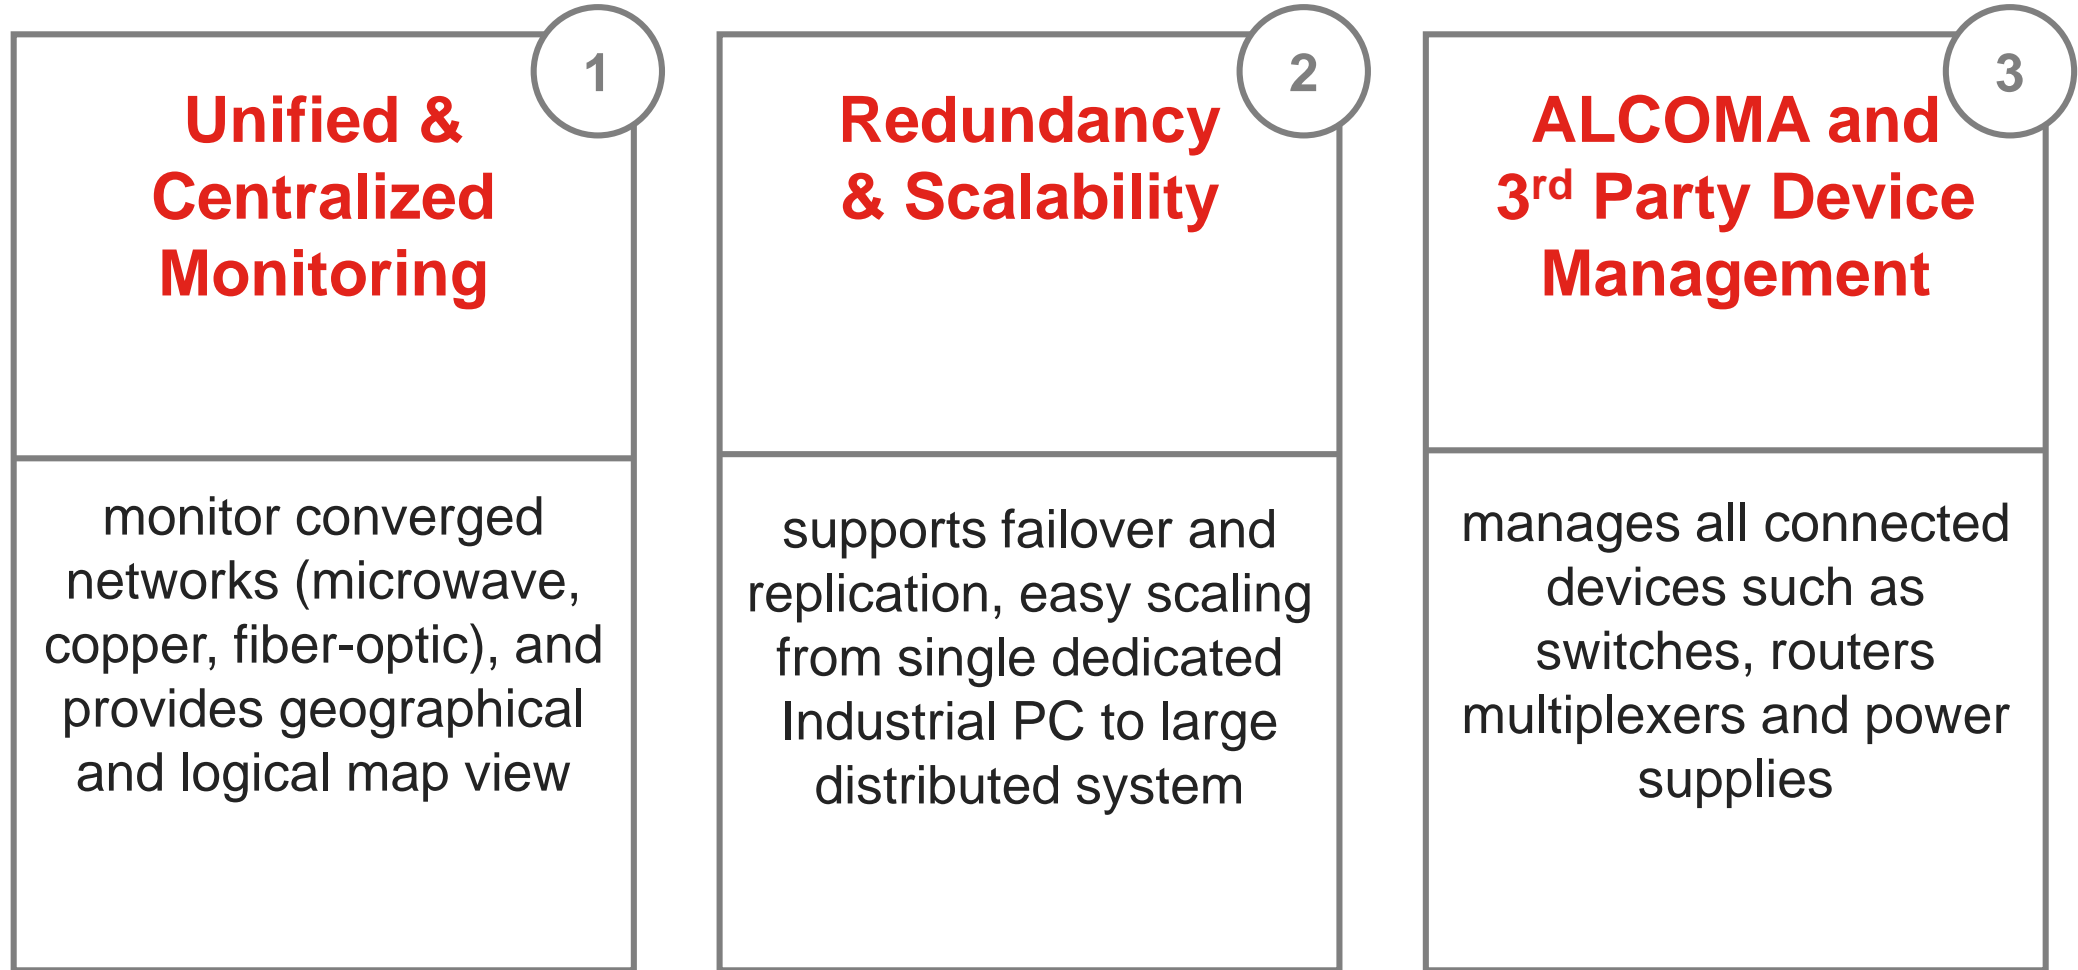 1
Unified &
Centralized
Monitoring
monitor converged
networks (microwave,
copper, fiber-optic), and
provides geographical
and logical map view
2
Redundancy
& Scalability
supports failover and
replication, easy scaling
from single dedicated
Industrial PC to large
distributed system
3
ALCOMA and
3rd Party Device
Management
manages all connected
devices such as
switches, routers
multiplexers and power
supplies